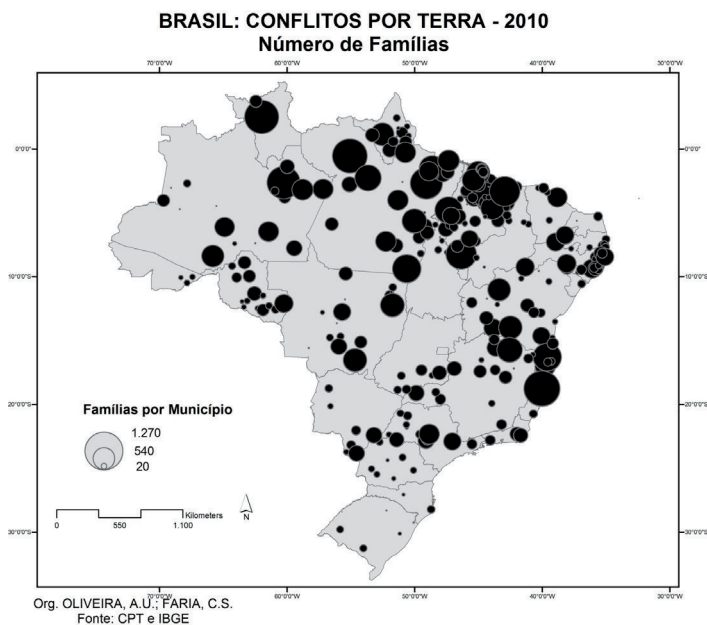 BRASIL: CONFLITOS POR TERRA - 2010
Número de Famílias
70°0'0"W 60°0'0"W 50°0'0"W 40°0'0"W 30°0'0"W
0°0'0" 0°0'0"
10°0'0"S 10°0'0"S
20°0'0"S 20°0'0"S
Famílias por Município
1.270
540
20
Kilometers
0 550 1.100
N
30°0'0"S 30°0'0"S
70°0'0"W 60°0'0"W 50°0'0"W 40°0'0"W 30°0'0"W
Org. OLIVEIRA, A.U.; FARIA, C.S.
Fonte: CPT e IBGE